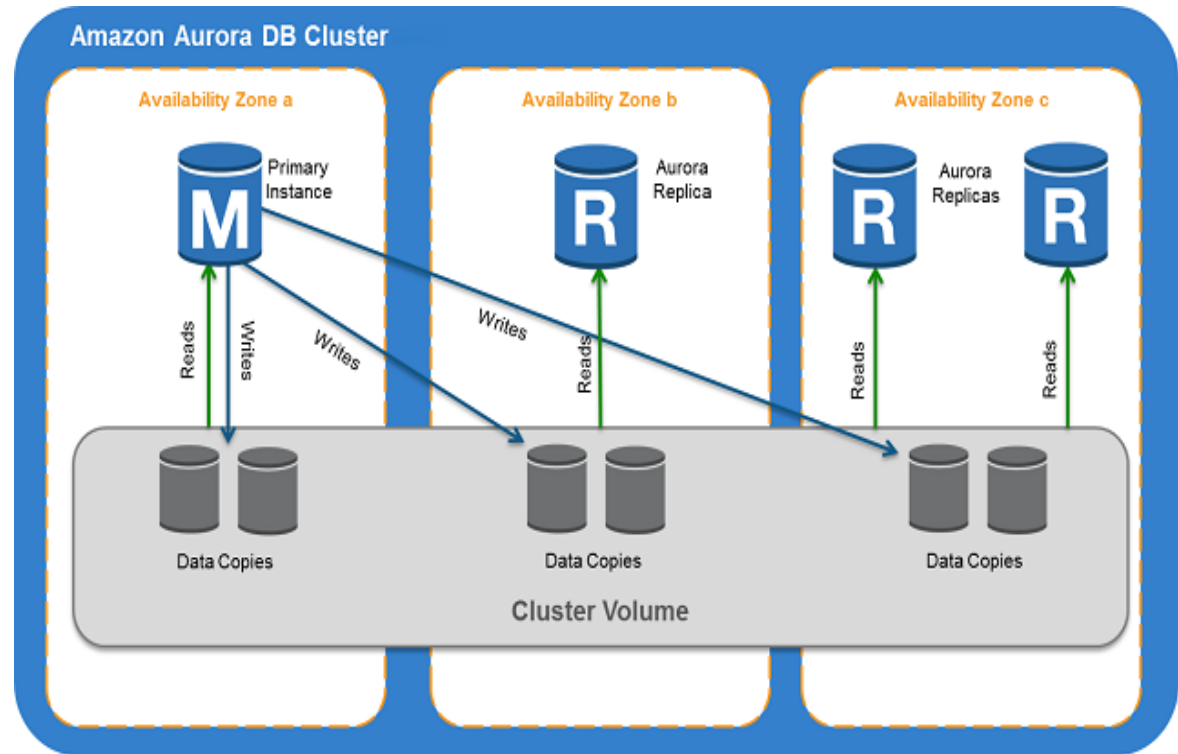 Amazon Aurora DB Cluster
Availability Zone a
Availability Zone b
Availability Zone c
M
Primary
Instance
R
Aurora
Replica
R
Aurora
Replicas
R
Reads
Writes
Writes
Writes
Reads
Reads
Reads
Data Copies
Data Copies
Data Copies
Cluster Volume